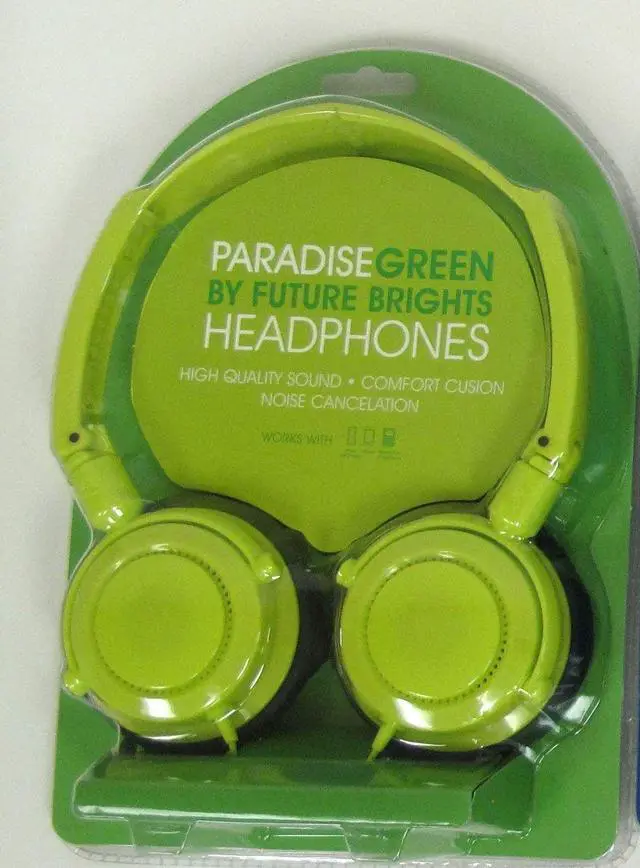 PARADISEGREEN
BY FUTURE BRIGHTS
HEADPHONES
HIGH QUALITY SOUND • COMFORT CUSION
NOISE CANCELATION
WORKS WITH